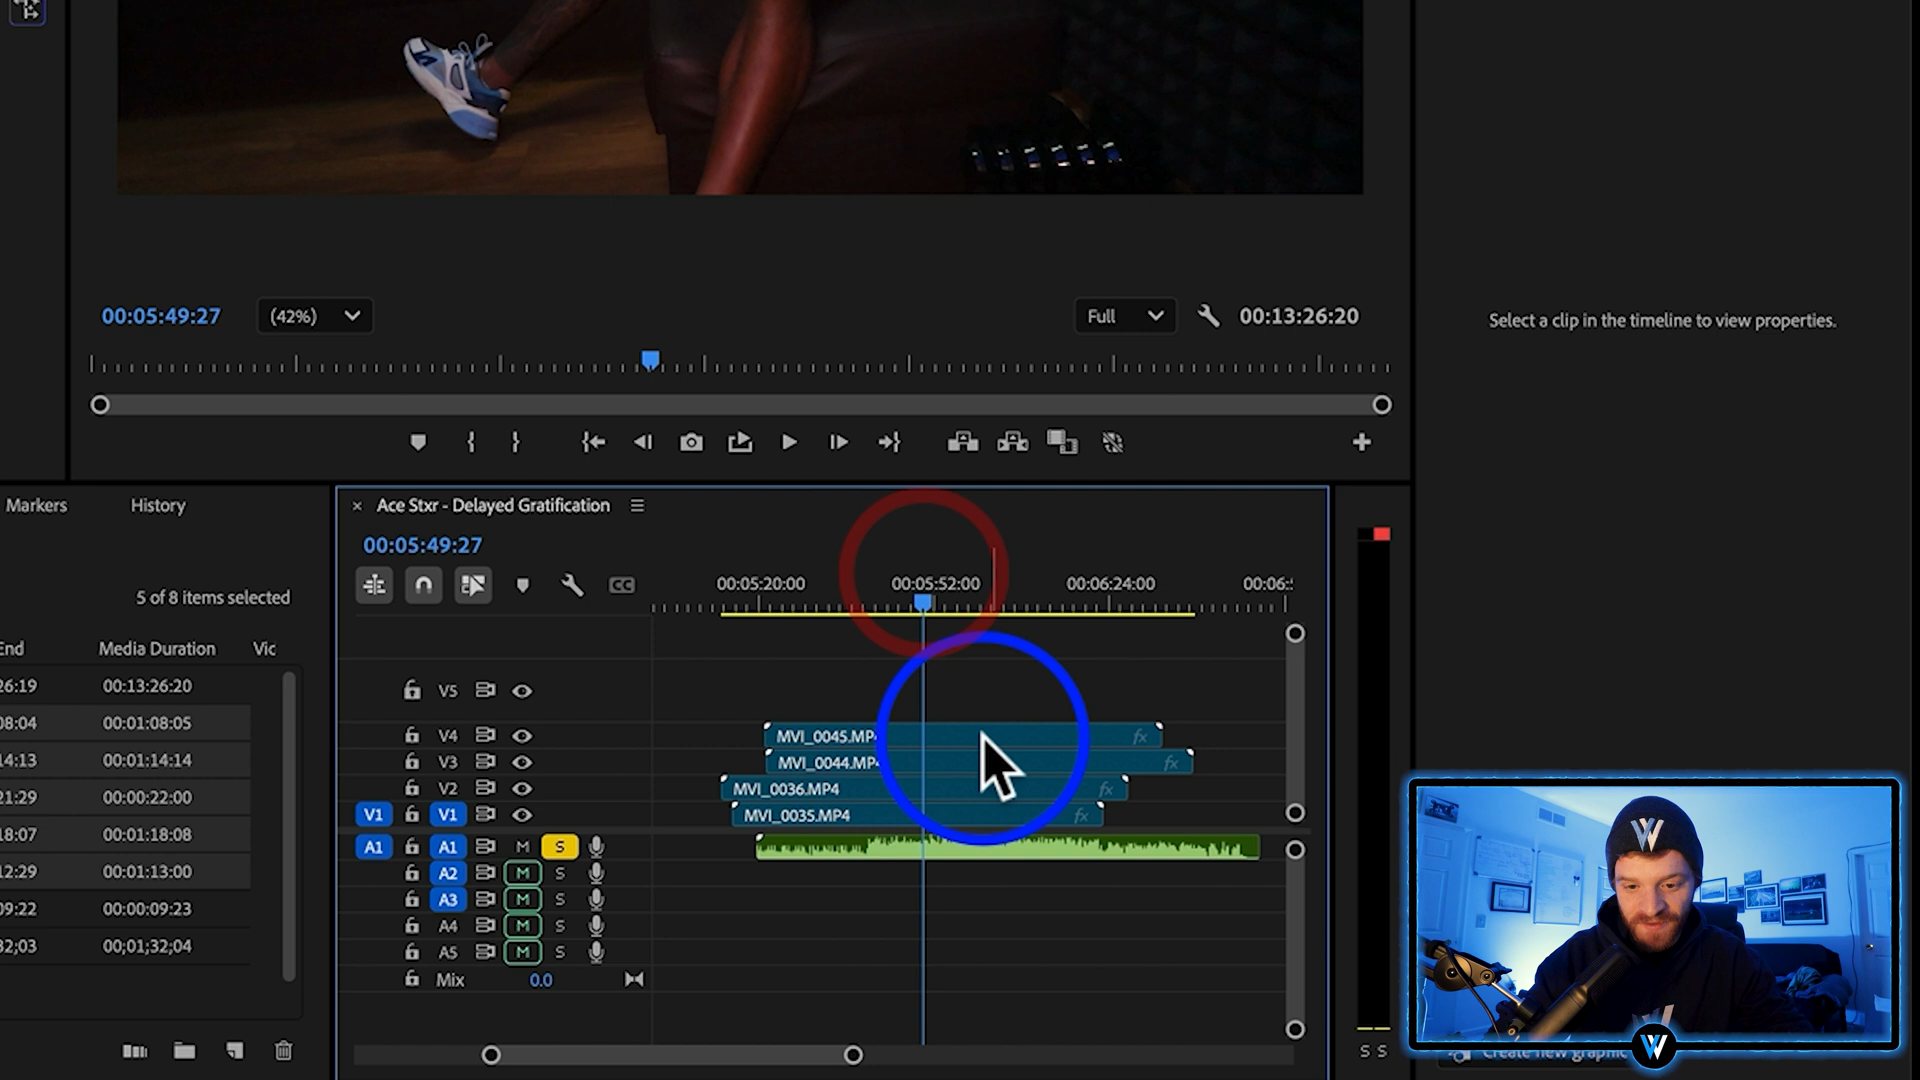 00:05:49:27
(42%)
Full
00:13:26:20
Select a clip in the timeline to view properties.
Markers
History
× Ace Stxr - Delayed Gratification
00:05:49:27
CC
00:05:20:00
00:05:52:00
00:06:24:00
00:06:
5 of 8 items selected
End
Media Duration
Vic
26:19
00:13:26:20
08:04
00:01:08:05
14:13
00:01:14:14
21:29
00:00:22:00
18:07
00:01:18:08
12:29
00:01:13:00
09:22
00:00:09:23
32;03
00;01;32;04
V5
V4
MVI_0045.MP4
fx
V3
MVI_0044.MP4
fx
V2
MVI_0036.MP4
fx
V1
V1
MVI_0035.MP4
fx
A1
A1
M
S
A2
M
S
A3
M
S
A4
M
S
A5
M
S
Mix
0.0
S S
Create new graphic
W